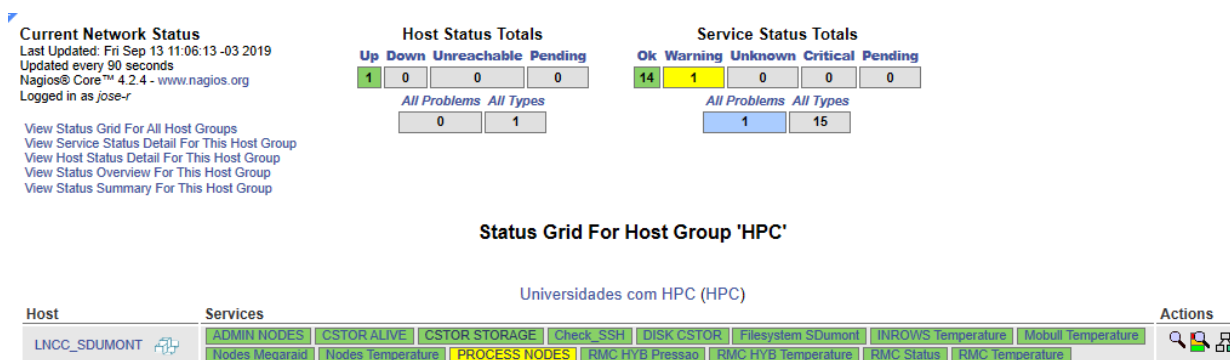 Current Network Status
Last Updated: Fri Sep 13 11:06:13 -03 2019
Updated every 90 seconds
Nagios® Core™ 4.2.4 - www.nagios.org
Logged in as jose-r
View Status Grid For All Host Groups
View Service Status Detail For This Host Group
View Host Status Detail For This Host Group
View Status Overview For This Host Group
View Status Summary For This Host Group
Host Status Totals
Up Down Unreachable Pending
1 0 0 0
All Problems All Types
0 1
Service Status Totals
Ok Warning Unknown Critical Pending
14 1 0 0 0
All Problems All Types
1 15
Status Grid For Host Group 'HPC'
Universidades com HPC (HPC)
Host Services Actions
LNCC_SDUMONT
ADMIN NODES CSTOR ALIVE CSTOR STORAGE Check_SSH DISK CSTOR Filesystem SDumont INROWS Temperature Mobull Temperature
Nodes Megaraid Nodes Temperature PROCESS NODES RMC HYB Pressao RMC HYB Temperature RMC Status RMC Temperature